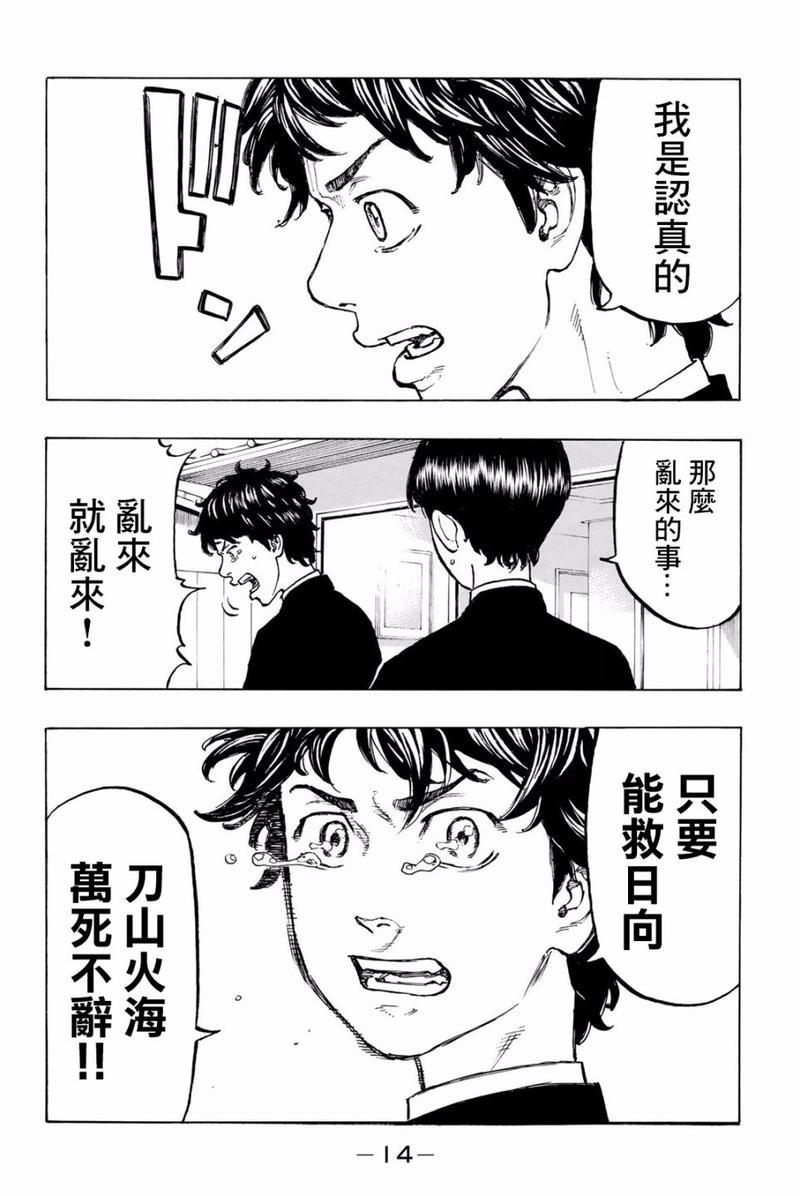 我是認真的
ドン
那麼
亂來的事…
亂來
就亂來！
只要
能救日向
刀山火海
萬死不辭!!
—14—